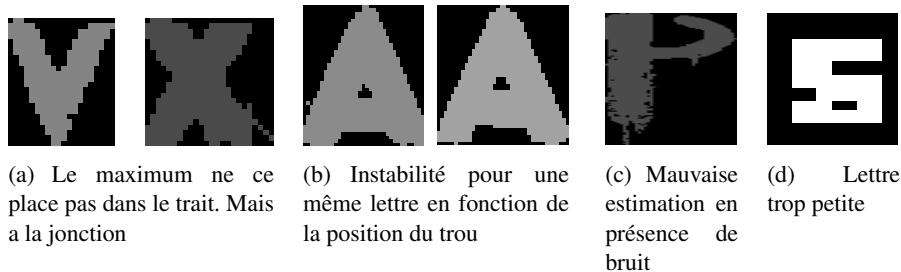 V X A A P S
(a) Le maximum ne ce
place pas dans le trait. Mais
a la jonction
(b) Instabilité pour une
même lettre en fonction de
la position du trou
(c) Mauvaise
estimation en
présence de
bruit
(d) Lettre
trop petite